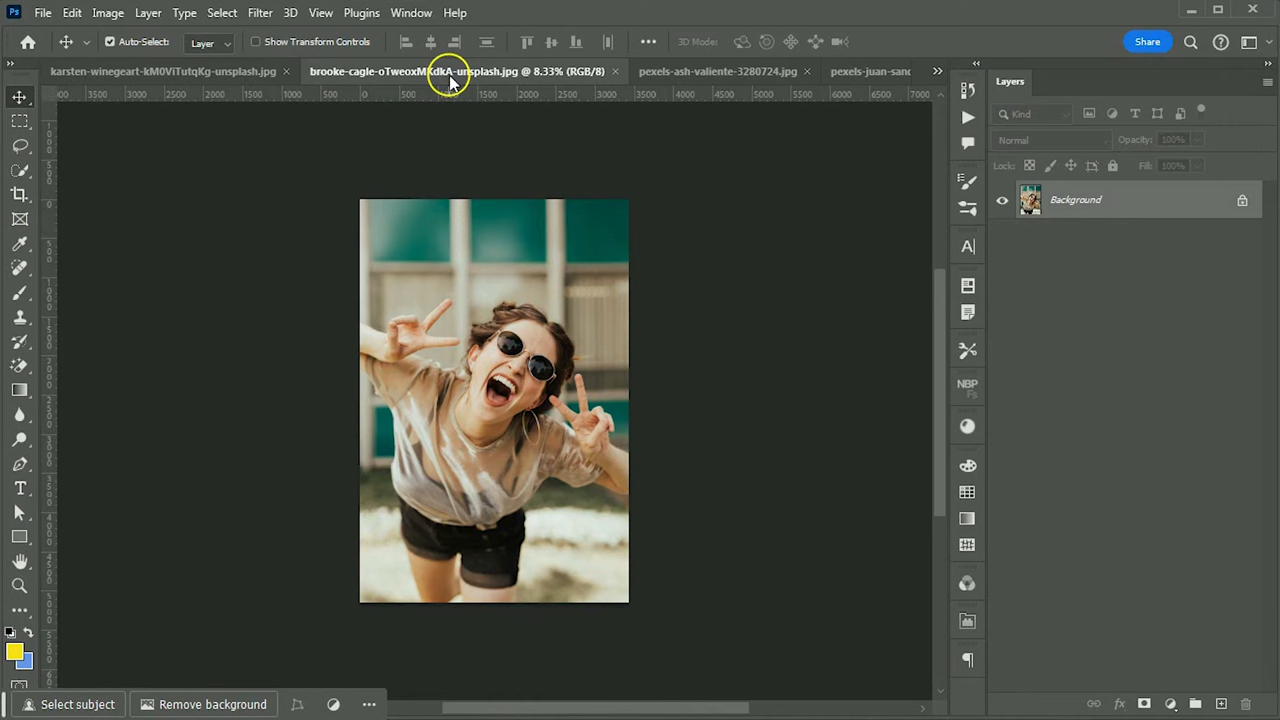 Ps File Edit Image Layer Type Select Filter 3D View Plugins Window Help
Auto-Select: Layer Show Transform Controls 3D Mode: Share
karsten-winegeart-kM0ViTutqKg-unsplash.jpg × brooke-cagle-oTweoxMKdkA-unsplash.jpg @ 8.33% (RGB/8) × pexels-ash-valiente-3280724.jpg × pexels-juan-sand
3500 3000 2500 2000 1500 1000 500 0 500 1000 1500 2000 2500 3000 3500 4000 4500 5000 5500 6000 6500 7000
Layers
Kind
Normal Opacity: 100%
Lock: Fill: 100%
Background
NBP
Fs
Select subject Remove background